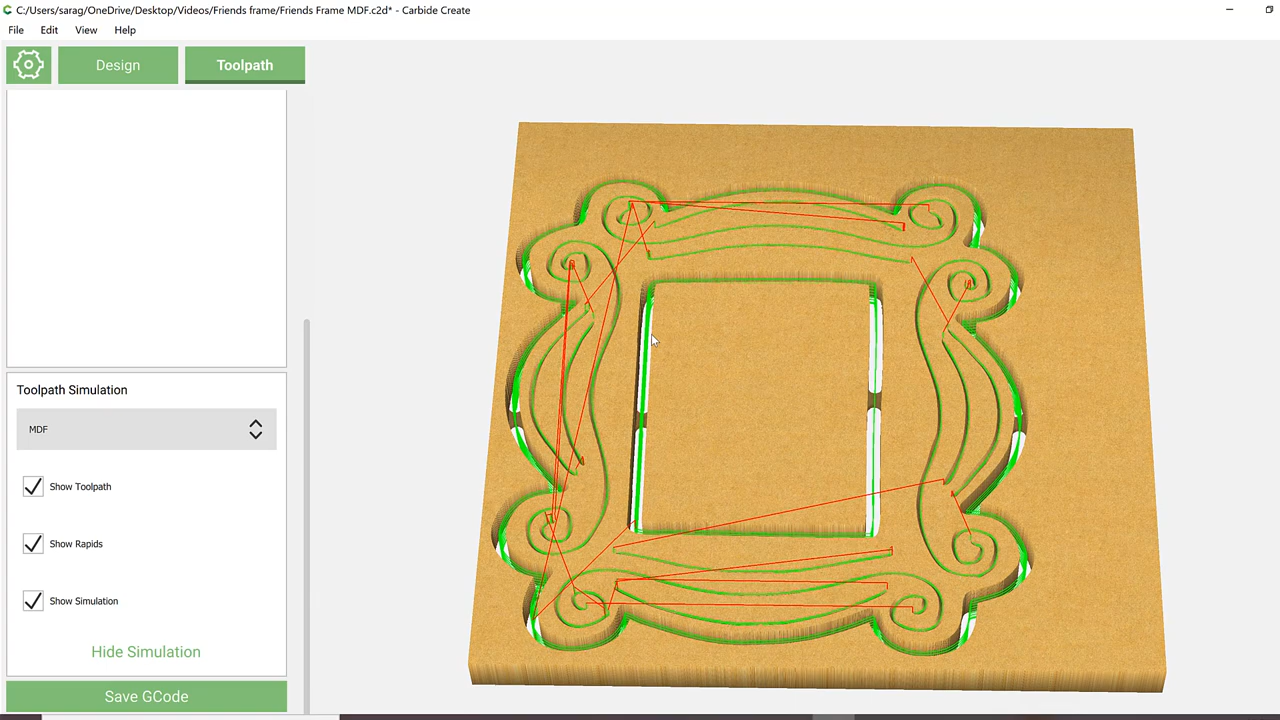 C:/Users/sarag/OneDrive/Desktop/Videos/Friends frame/Friends Frame MDF.c2d* - Carbide Create
File Edit View Help
Design Toolpath
Toolpath Simulation
MDF
Show Toolpath
Show Rapids
Show Simulation
Hide Simulation
Save GCode